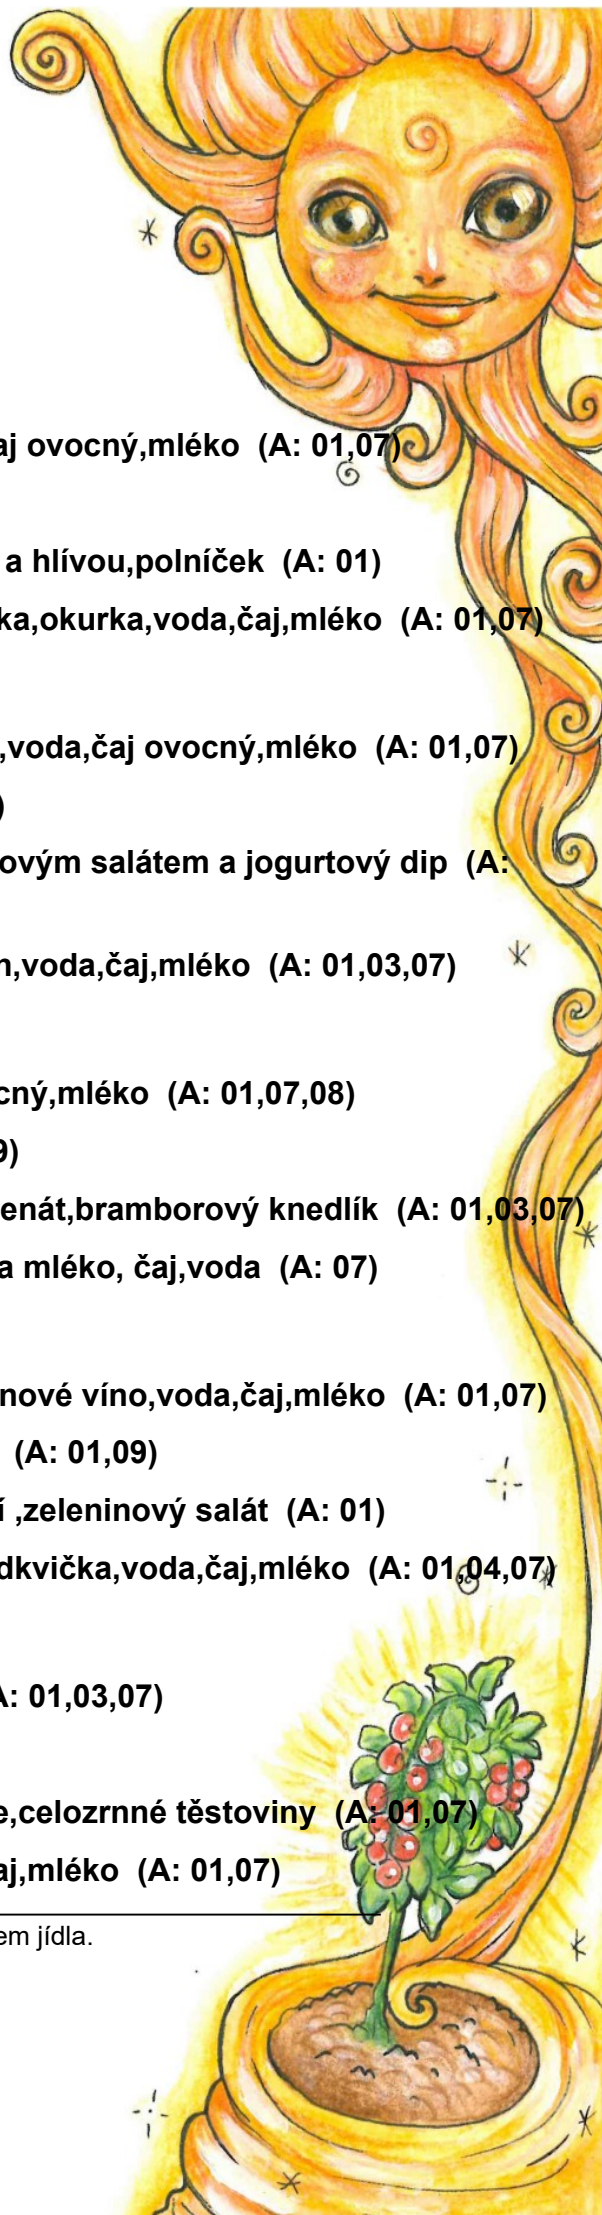 aj ovocný,mléko (A: 01,07)
a hlívou,polníček (A: 01)
ka,okurka,voda,čaj,mléko (A: 01,07)
,voda,čaj ovocný,mléko (A: 01,07)
)
ovým salátem a jogurtový dip (A:
n,voda,čaj,mléko (A: 01,03,07)
cný,mléko (A: 01,07,08)
9)
enát,bramborový knedlík (A: 01,03,07)
a mléko, čaj,voda (A: 07)
nové víno,voda,čaj,mléko (A: 01,07)
(A: 01,09)
í ,zeleninový salát (A: 01)
dkvička,voda,čaj,mléko (A: 01,04,07)
A: 01,03,07)
e,celozrnné těstoviny (A: 01,07)
aj,mléko (A: 01,07)
em jídla.